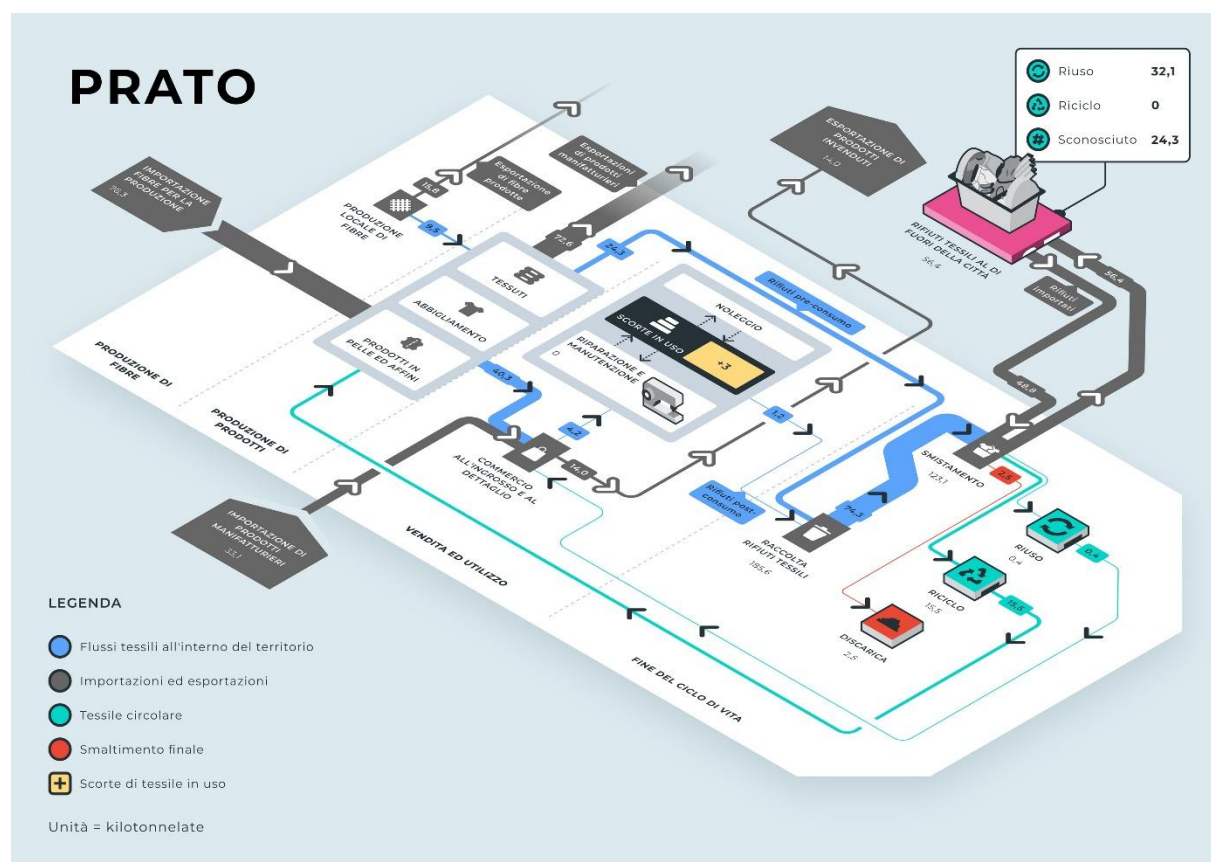 PRATO
Riuso 32,1
Riciclo 0
Sconosciuto 24,3
IMPORTAZIONE
FIBRE PER LA
PRODUZIONE
76,3
15,8
Esportazione
di fibre
prodotte
Esportazioni
di prodotti
manifatturieri
ESPORTAZIONE DI
PRODOTTI
INVENDUTI
14,0
PRODUZIONE
LOCALE DI
FIBRE
9,5
72,6
24,3
RIFIUTI TESSILI AL DI
FUORI DELLA CITTÀ
56,4
56,4
Rifiuti
Importati
48,8
TESSUTI
ABBIGLIAMENTO
PRODOTTI IN
PELLE ED AFFINI
NOLEGGIO
SCORTE IN USO
+3
RIPARAZIONE E
MANUTENZIONE
0
Rifiuti pre-consumo
PRODUZIONE DI
FIBRE
PRODUZIONE DI
PRODOTTI
40,3
4,2
1,2
COMMERCIO
ALL'INGROSSO E AL
DETTAGLIO
14,0
IMPORTAZIONE DI
PRODOTTI
MANIFATTURIERI
33,1
VENDITA ED UTILIZZO
Rifiuti post-
consumo
74,3
RACCOLTA
RIFIUTI TESSILI
185,6
SMISTAMENTO
123,1
2,5
RIUSO
0,4
0,4
RICICLO
15,5
15,5
DISCARICA
2,5
FINE DEL CICLO DI VITA
LEGENDA
Flussi tessili all'interno del territorio
Importazioni ed esportazioni
Tessile circolare
Smaltimento finale
+ Scorte di tessile in uso
Unità = kilotonnelate